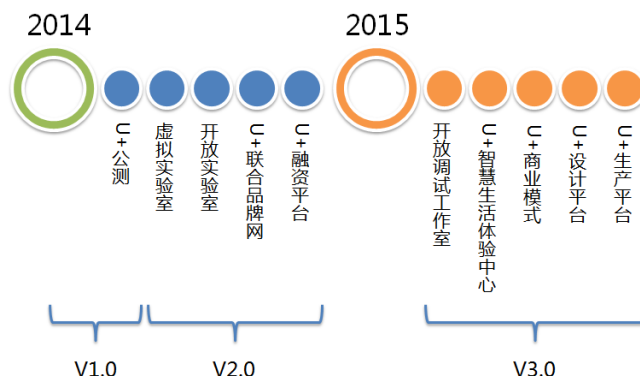 2014
2015
U+公测
虚拟实验室
开放实验室
U+联合品牌网
U+融资平台
开放调试工作室
U+智慧生活体验中心
U+商业模式
U+设计平台
U+生产平台
V1.0
V2.0
V3.0